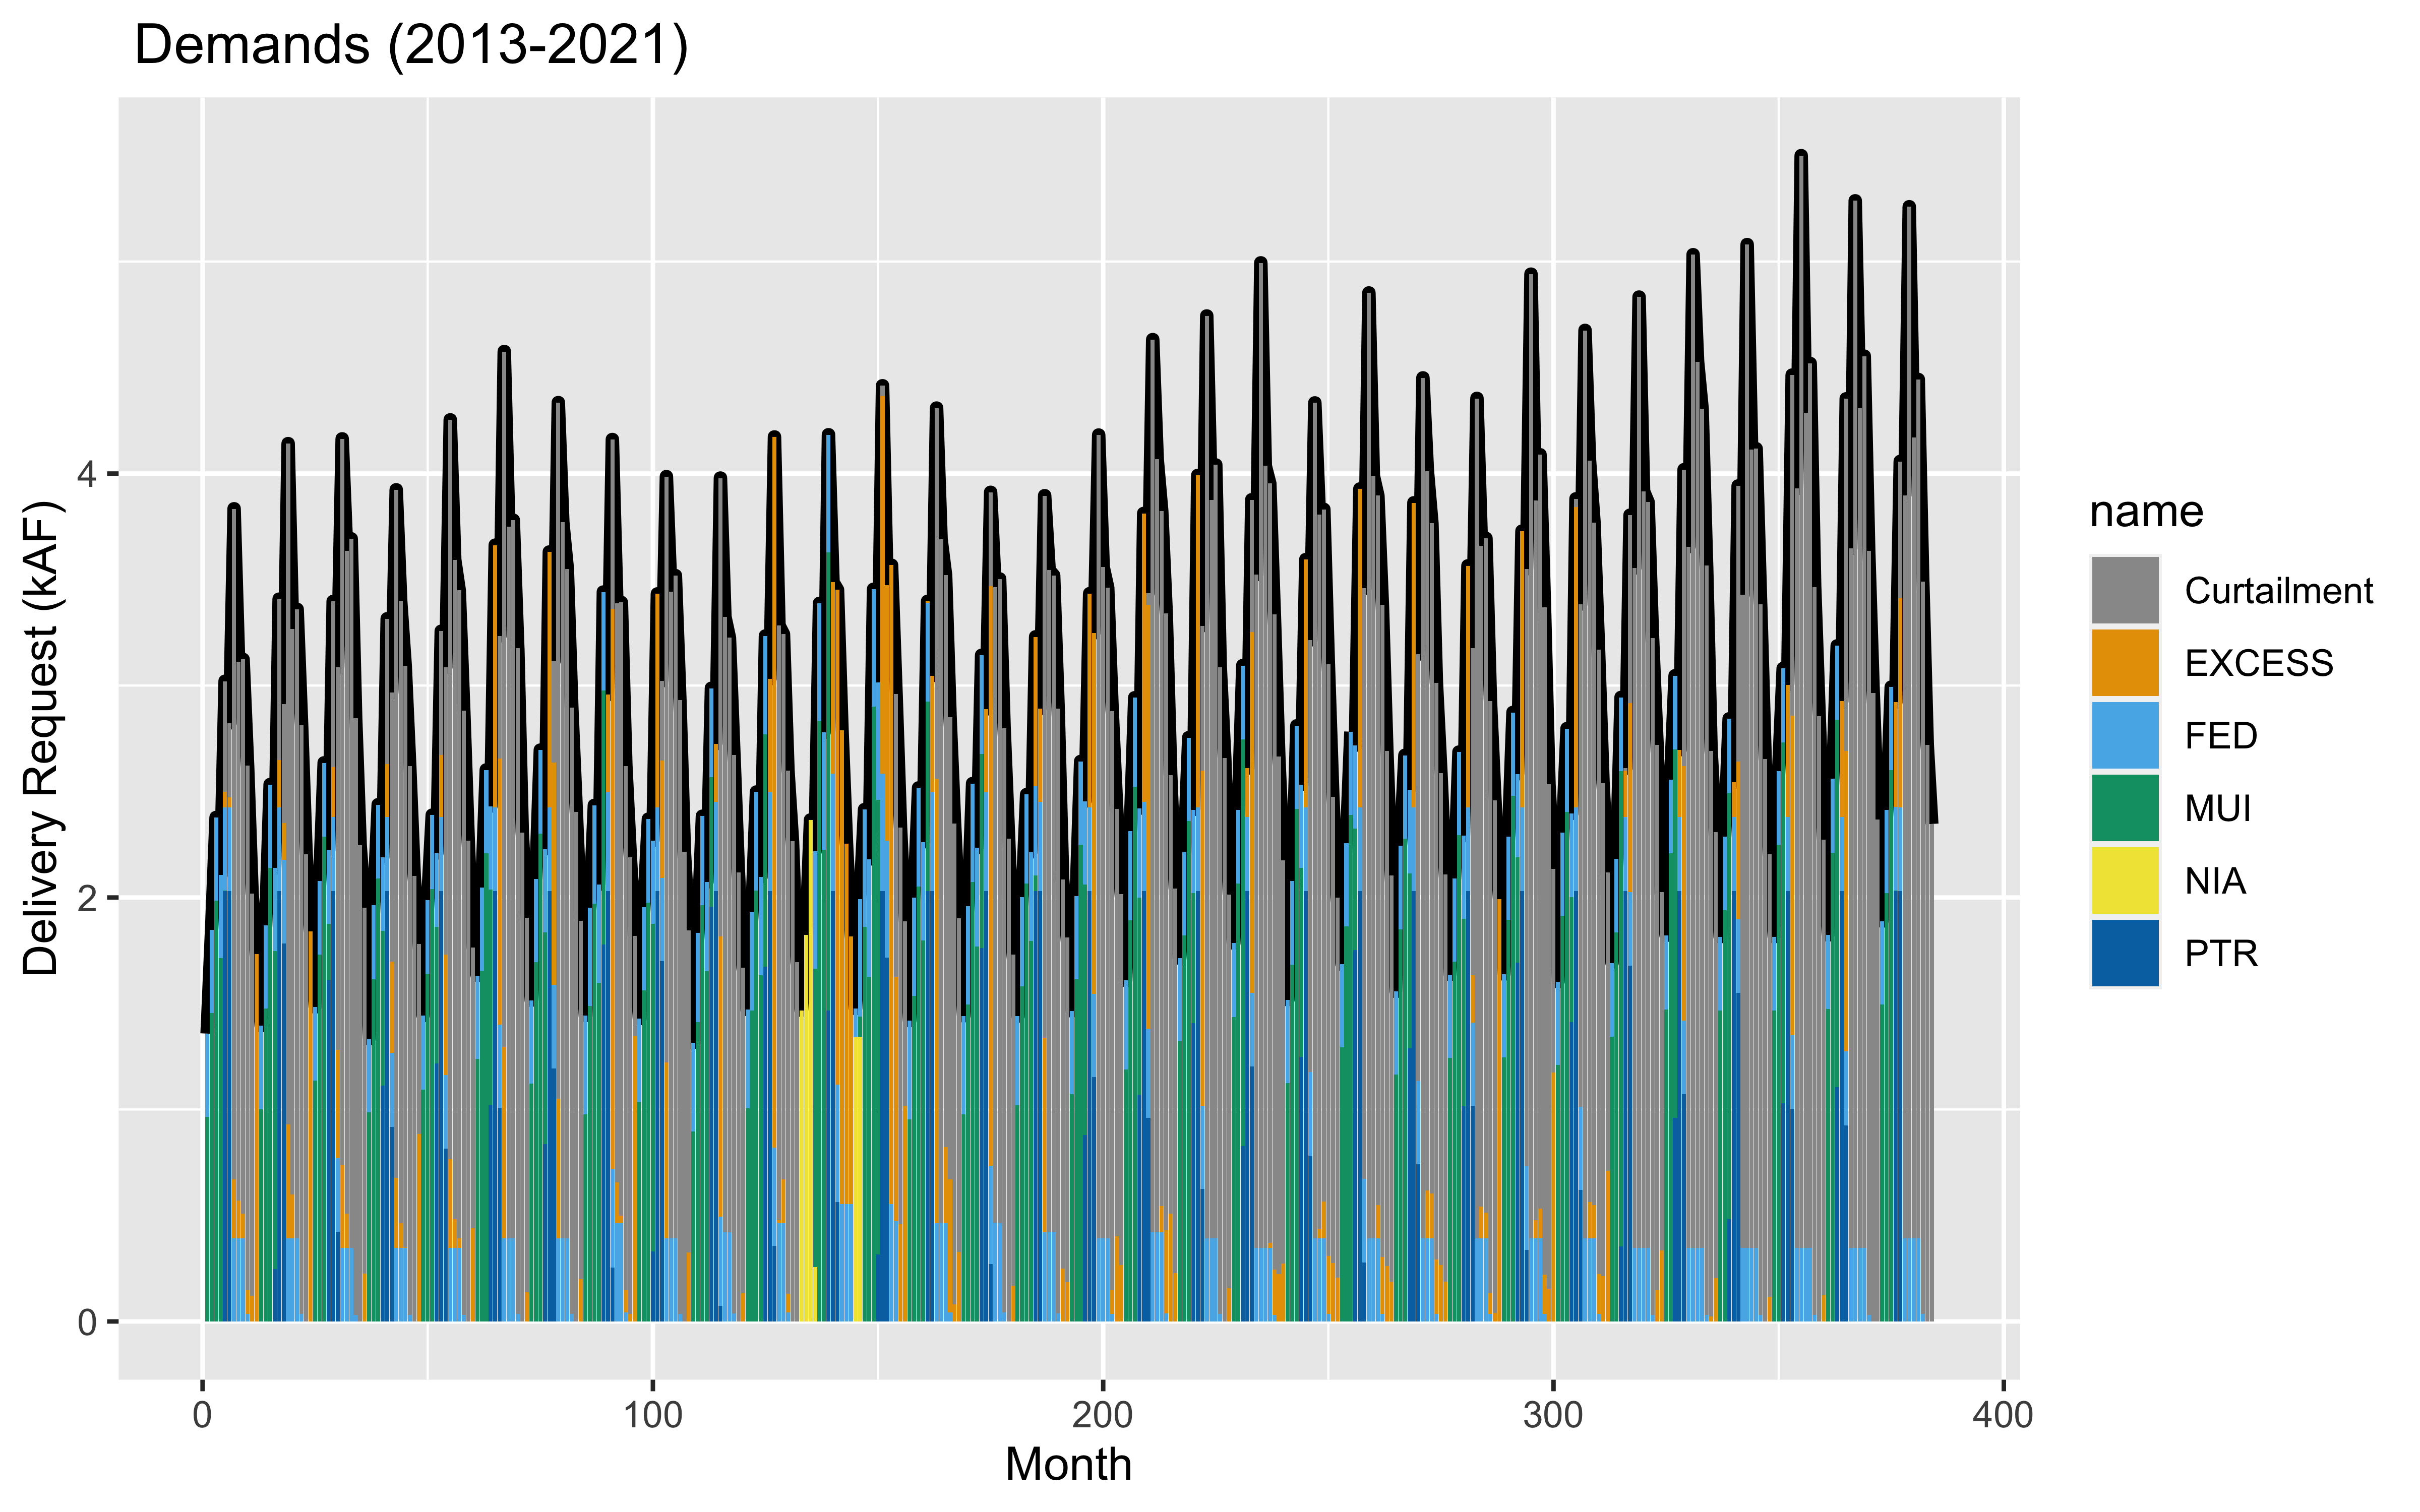 Demands (2013-2021)
Delivery Request (kAF)
4
2
0
0
100
200
300
400
Month
name
Curtailment
EXCESS
FED
MUI
NIA
PTR